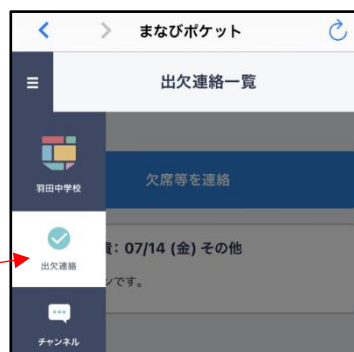 まなびポケット
出欠連絡一覧
羽田中学校
欠席等を連絡
出欠連絡
: 07/14 (金) その他
ンです。
チャンネル